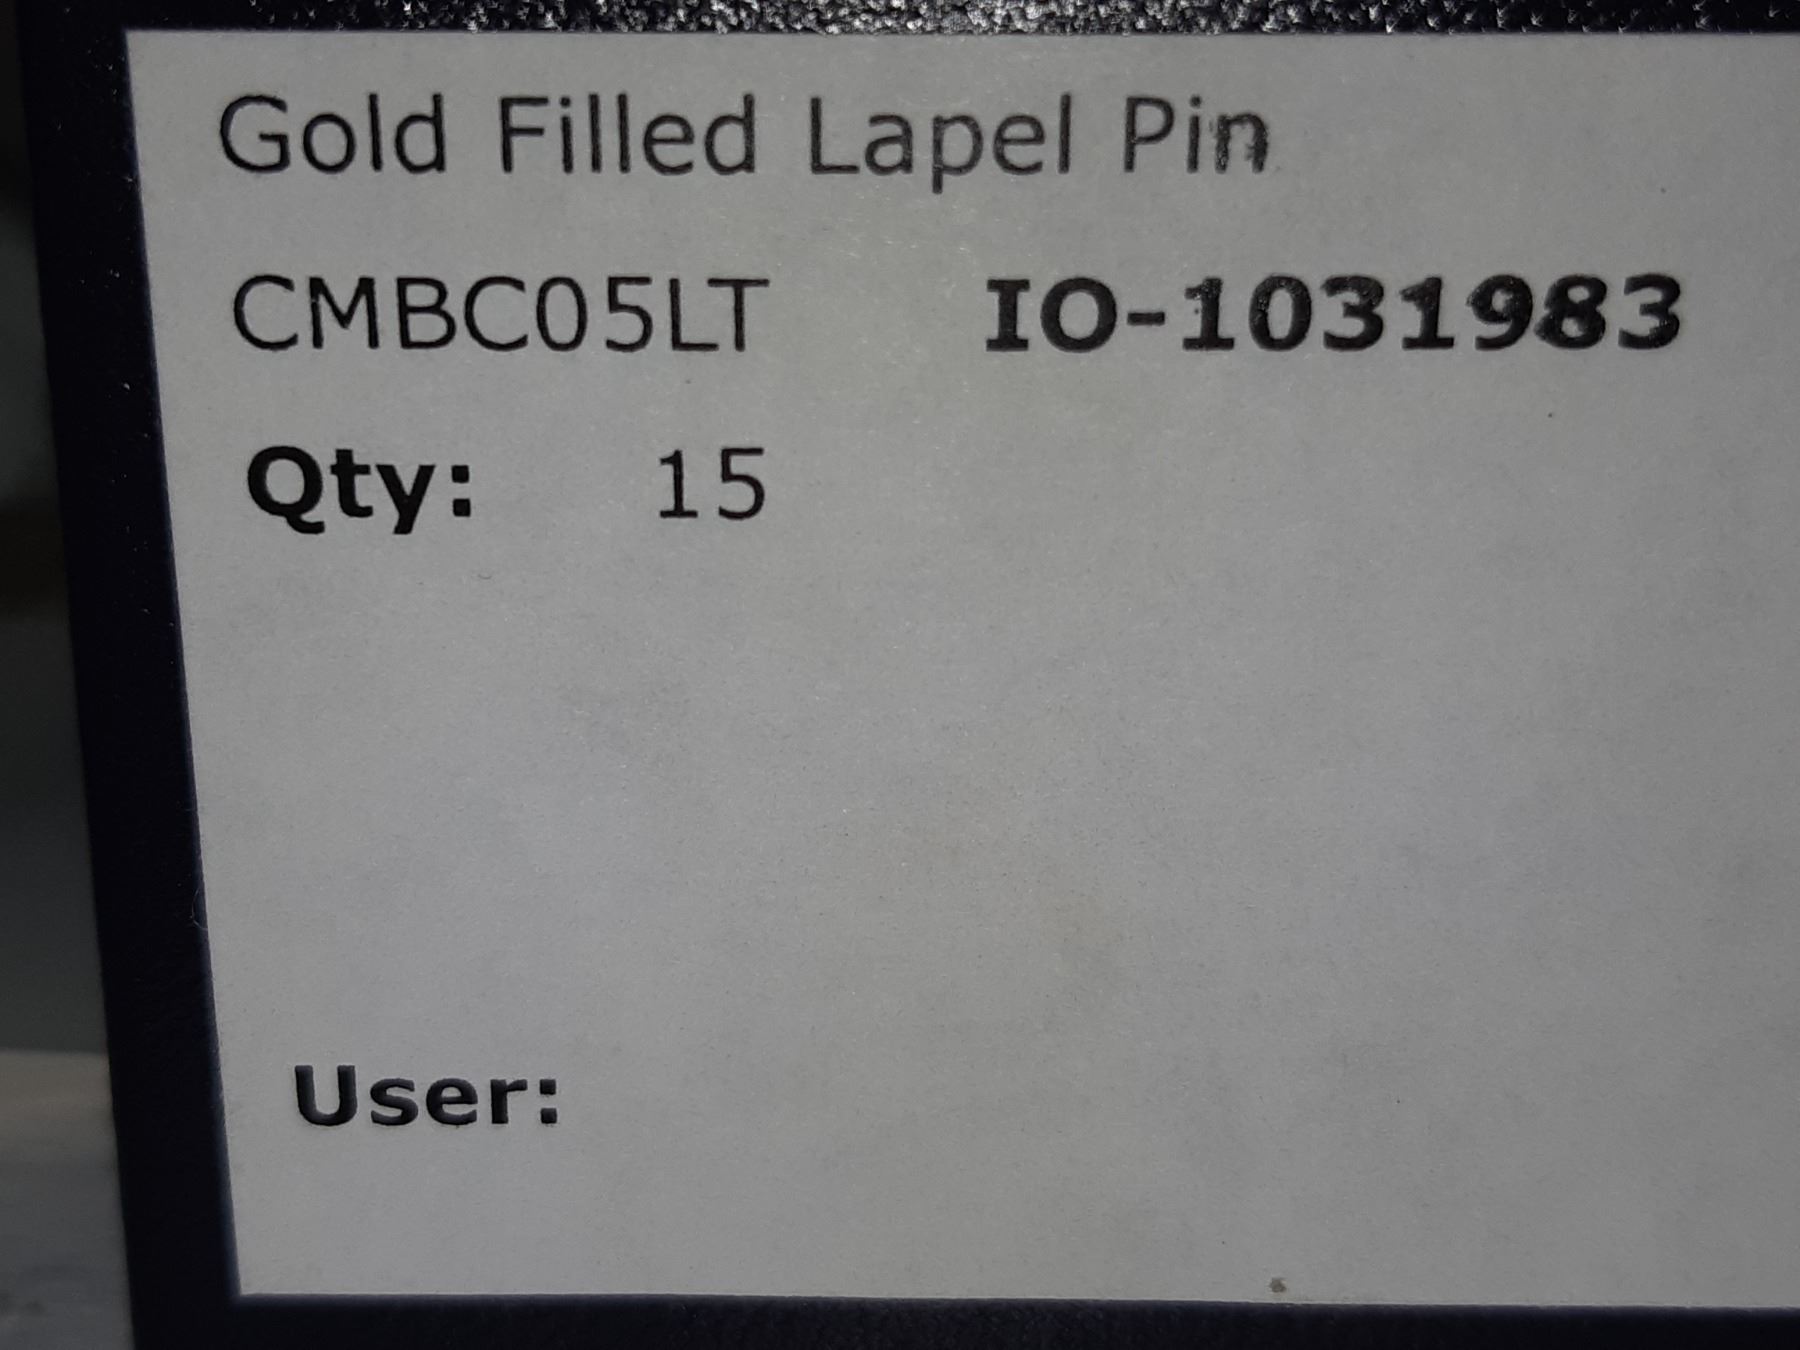 Gold Filled Lapel Pin
CMBC05LT IO-1031983
Qty: 15
User: